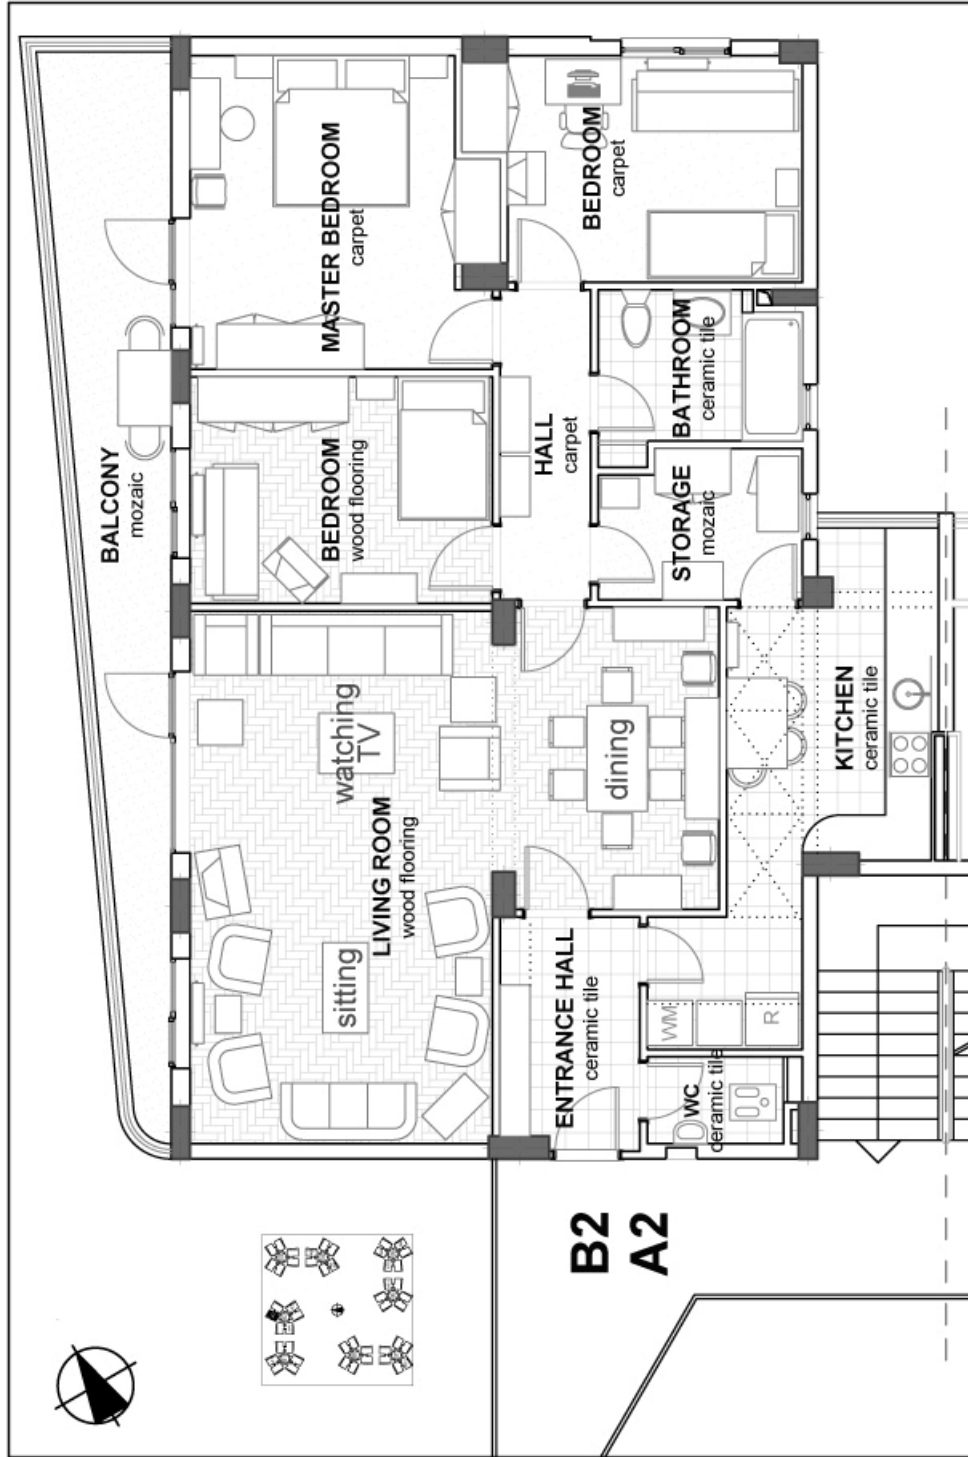 BALCONY
mozaic
MASTER BEDROOM
carpet
BEDROOM
carpet
BEDROOM
wood flooring
HALL
carpet
BATHROOM
ceramic tile
STORAGE
mozaic
watching
TV
LIVING ROOM
wood flooring
sitting
dining
KITCHEN
ceramic tile
ENTRANCE HALL
ceramic tile
WM
R
WC
ceramic tile
B2
A2